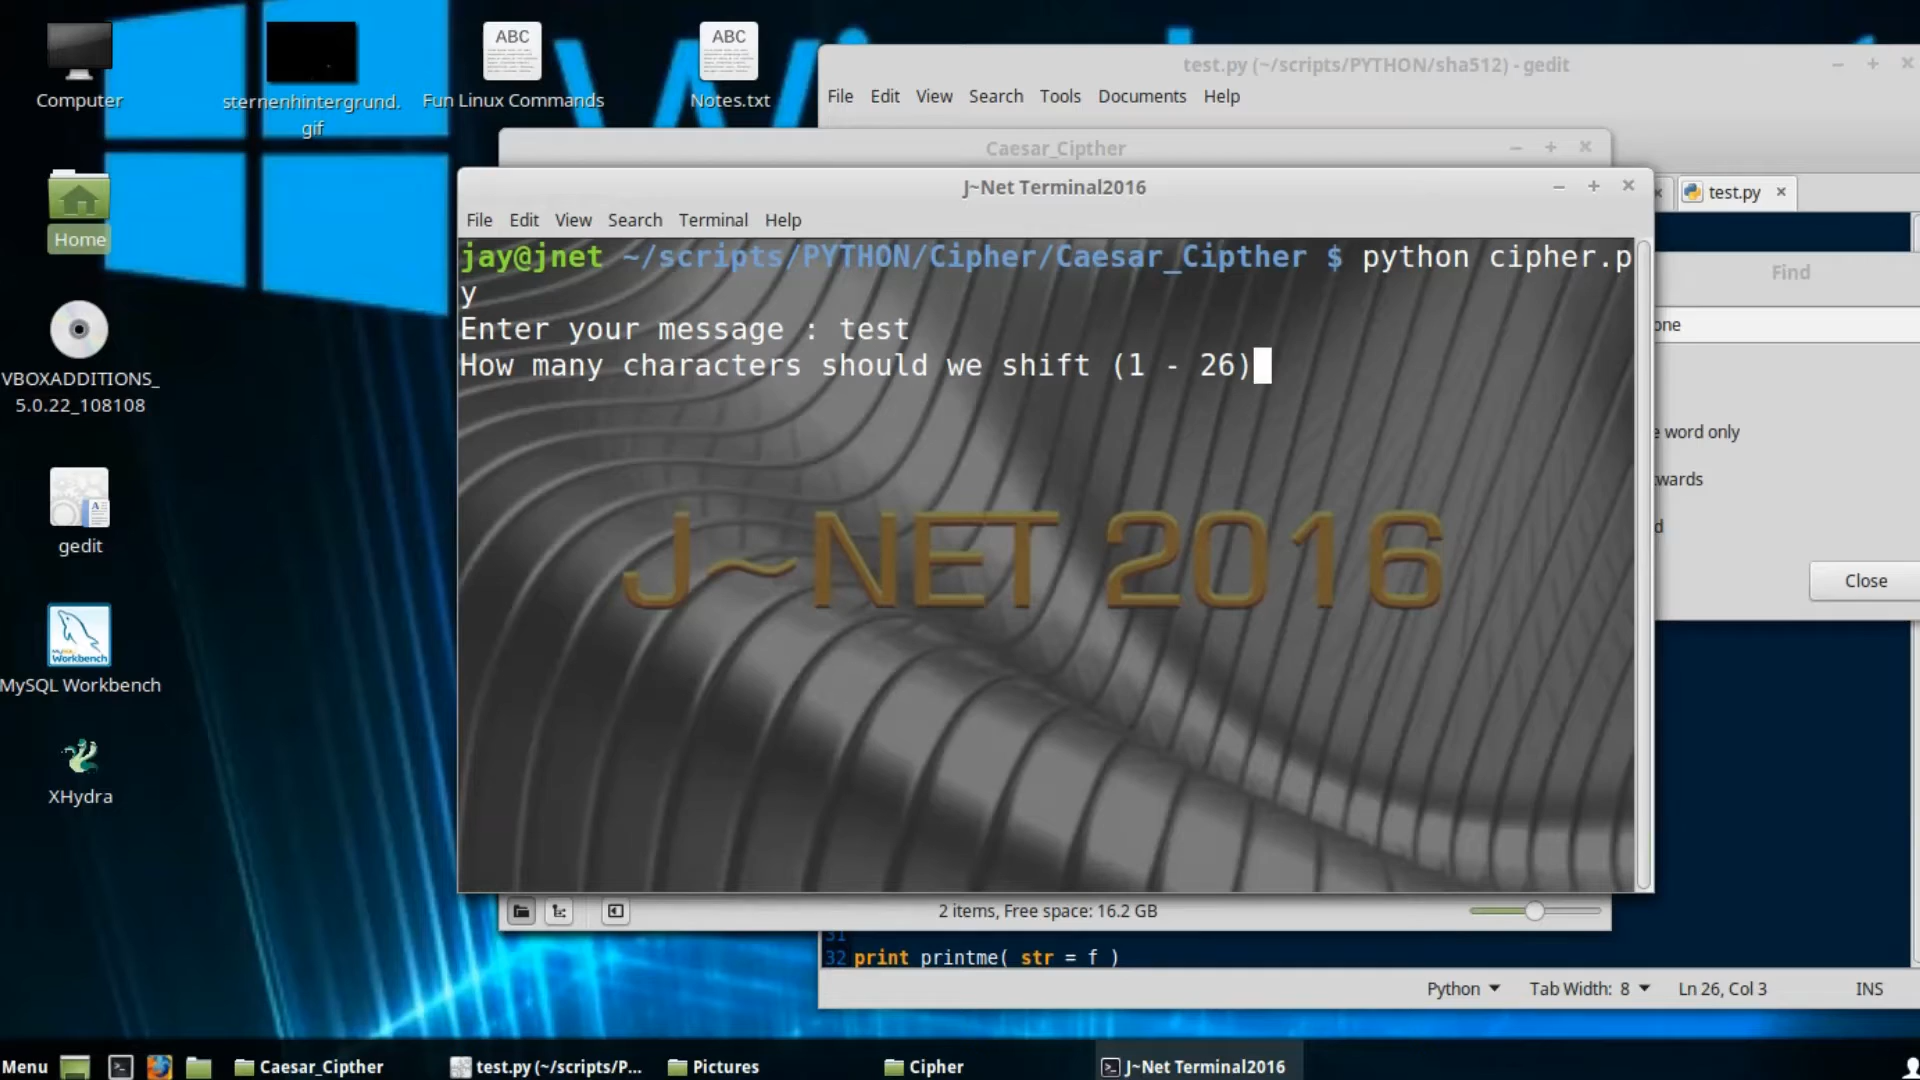 Computer
sternenhintergrund.
gif
ABC
Fun Linux Commands
ABC
Notes.txt
Home
VBOXADDITIONS_
5.0.22_108108
gedit
MySQL
Workbench
MySQL Workbench
XHydra
test.py (~/scripts/PYTHON/sha512) - gedit
File Edit View Search Tools Documents Help
Caesar_Cipther
test.py
J~Net Terminal2016
File Edit View Search Terminal Help
jay@jnet ~/scripts/PYTHON/Cipher/Caesar_Cipther $ python cipher.p
y
Enter your message : test
How many characters should we shift (1 - 26)
J~NET 2016
Find
one
e word only
wards
d
Close
2 items, Free space: 16.2 GB
31
32 print printme( str = f )
Python Tab Width: 8 Ln 26, Col 3 INS
Menu Caesar_Cipther test.py (~/scripts/P... Pictures Cipher J~Net Terminal2016